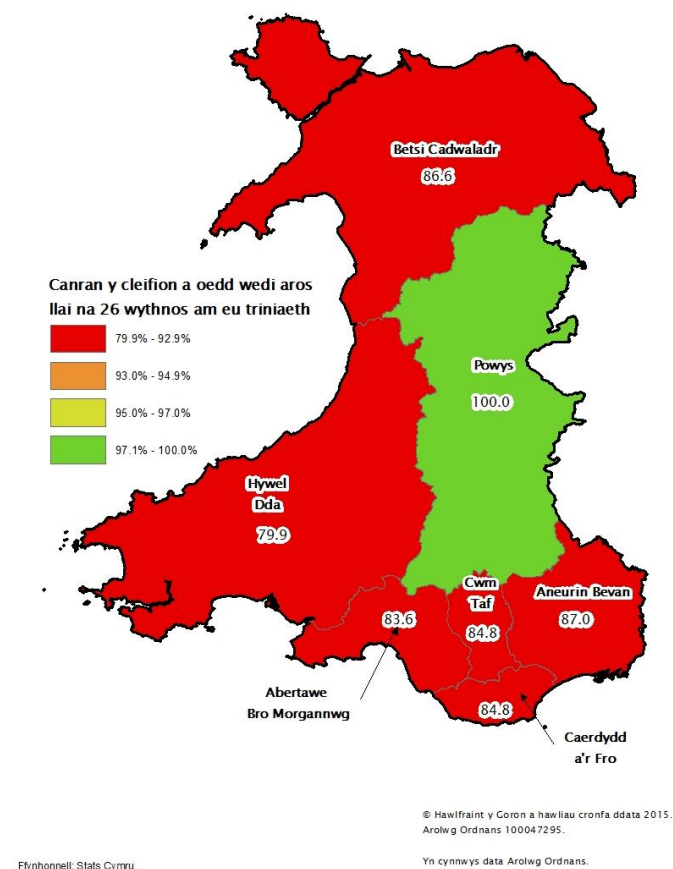 Betsi Cadwaladr
86.6
Canran y cleifion a oedd wedi aros
llai na 26 wythnos am eu triniaeth
79.9% - 92.9%
93.0% - 94.9%
95.0% - 97.0%
97.1% - 100.0%
Powys
100.0
Hywel
Dda
79.9
Cwm
Taf
84.8
Aneurin Bevan
87.0
83.6
Abertawe
Bro Morgannwg
84.8
Caerdydd
a'r Fro
© Hawlfraint y Goron a hawliau cronfa ddata 2015.
Arolwg Ordnans 100047295.
Yn cynnwys data Arolwg Ordnans.
Ffynhonnell: Stats Cymru